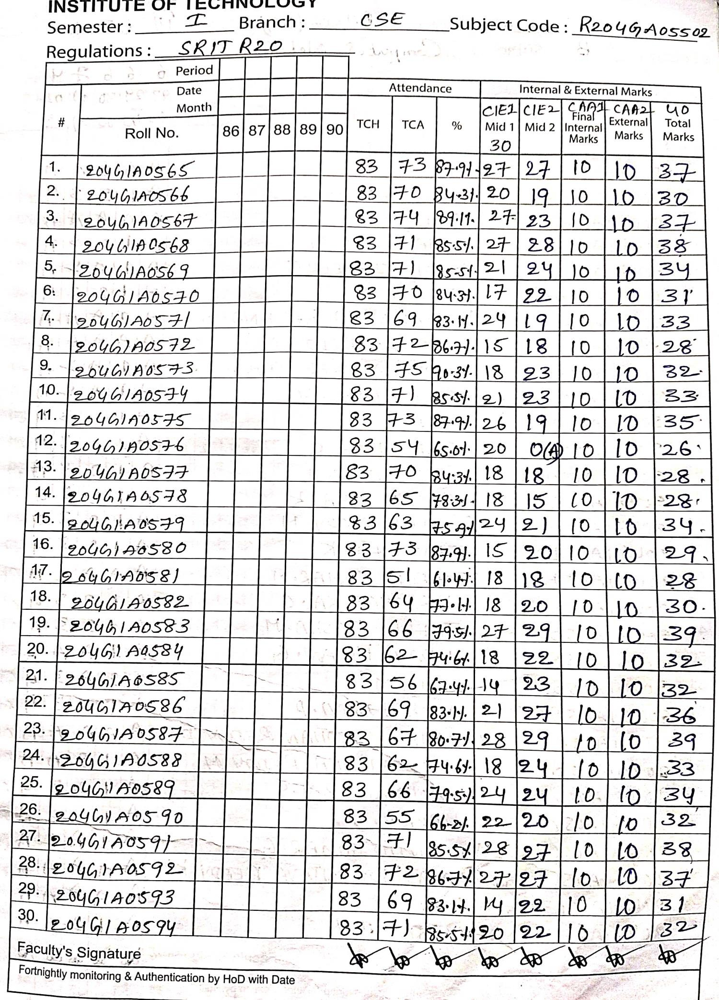 INSTITUTE OF TECHNOLOGY
Semester : I Branch : CSE Subject Code : R204GA05502
Regulations : SRIT R20
Period
Date
Month
Attendance Internal & External Marks
# Roll No. 86 87 88 89 90 TCH TCA %
CIE1 CIE2 CAA1 CAA2 40
Mid 1 Mid 2 Final Internal Marks External Marks Total Marks
30
1. 204G1A0565 83 73 87.9% 27 27 10 10 37
2. 204G1A0566 83 70 84.3% 20 19 10 10 30
3. 204G1A0567 83 74 89.1% 27 23 10 10 37
4. 204G1A0568 83 71 85.5% 27 28 10 10 38
5. 204G1A0569 83 71 85.5% 21 24 10 10 34
6. 204G1A0570 83 70 84.3% 17 22 10 10 31
7. 204G1A0571 83 69 83.1% 24 19 10 10 33
8. 204G1A0572 83 72 86.7% 15 18 10 10 28
9. 204G1A0573 83 75 90.3% 18 23 10 10 32
10. 204G1A0574 83 71 85.5% 21 23 10 10 33
11. 204G1A0575 83 73 87.9% 26 19 10 10 35
12. 204G1A0576 83 54 65.0% 20 0(A) 10 10 26
13. 204G1A0577 83 70 84.3% 18 18 10 10 28
14. 204G1A0578 83 65 78.3% 18 15 10 10 28
15. 204G1A0579 83 63 75.9% 24 21 10 10 34
16. 204G1A0580 83 73 87.9% 15 20 10 10 29
17. 204G1A0581 83 51 61.4% 18 18 10 10 28
18. 204G1A0582 83 64 77.1% 18 20 10 10 30
19. 204G1A0583 83 66 79.5% 27 29 10 10 39
20. 204G1A0584 83 62 74.6% 18 22 10 10 32
21. 204G1A0585 83 56 67.4% 14 23 10 10 32
22. 204G1A0586 83 69 83.1% 21 27 10 10 36
23. 204G1A0587 83 67 80.7% 28 29 10 10 39
24. 204G1A0588 83 62 74.6% 18 24 10 10 33
25. 204G1A0589 83 66 79.5% 24 24 10 10 34
26. 204G1A0590 83 55 66.2% 22 20 10 10 32
27. 204G1A0591 83 71 85.5% 28 27 10 10 38
28. 204G1A0592 83 72 86.7% 27 27 10 10 37
29. 204G1A0593 83 69 83.1% 14 22 10 10 31
30. 204G1A0594 83 71 85.5% 20 22 10 10 32
Faculty's Signature
Fortnightly monitoring & Authentication by HoD with Date